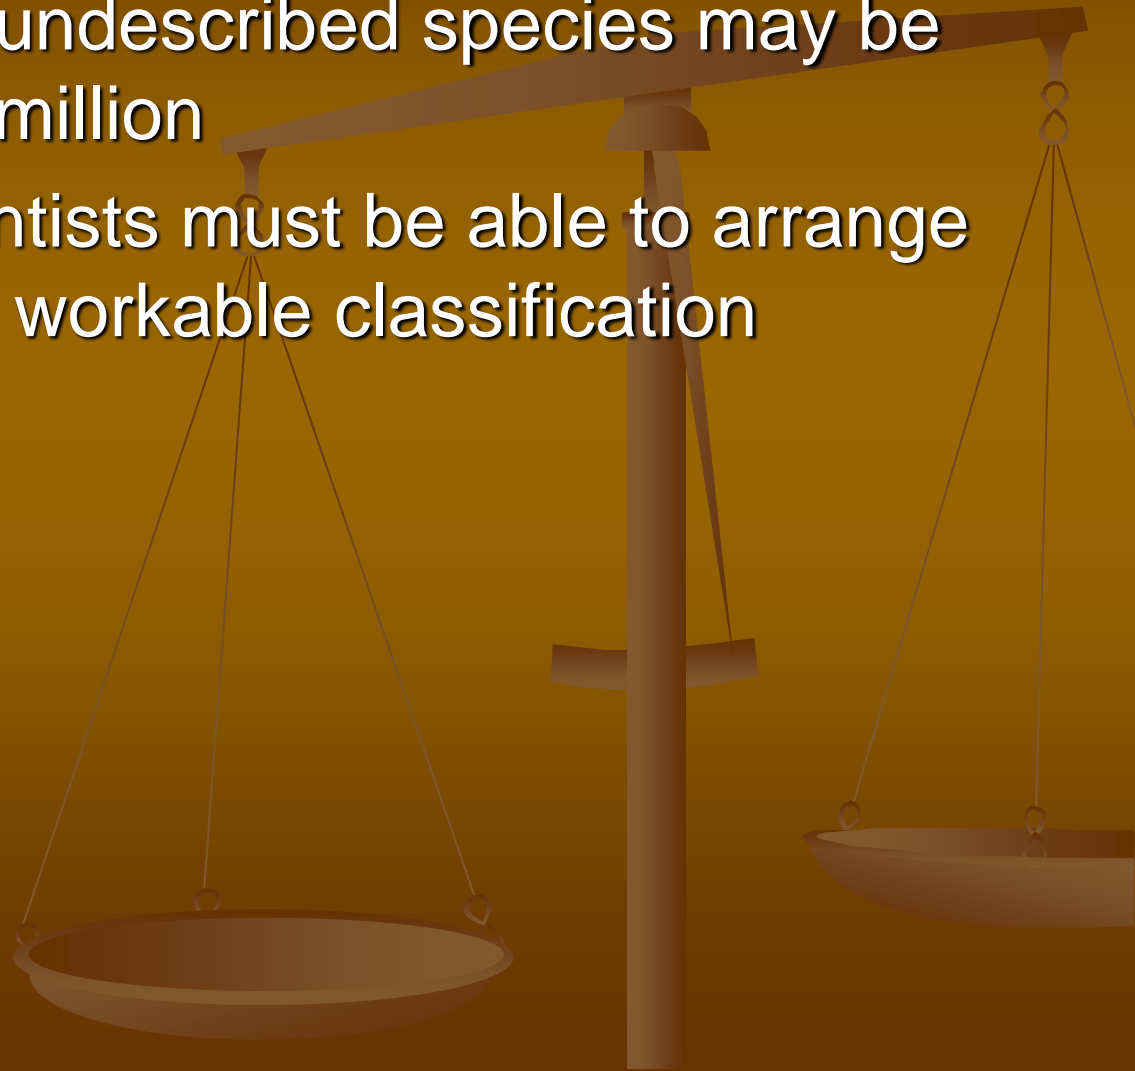 undescribed species may be
million
ntists must be able to arrange
workable classification